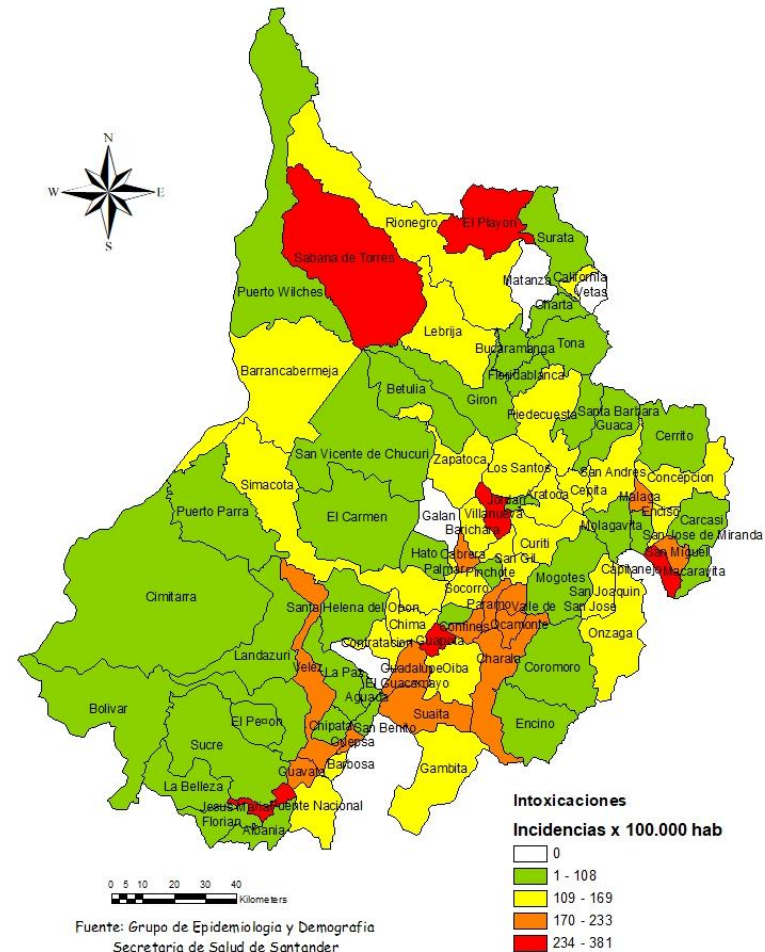 N
W
E
S
Rionegro
El Playon
Surata
Sabana de Torres
Matanza
California
Vetas
Puerto Wilches
Charta
Lebrija
Bucaramanga
Tona
Barrancabermeja
Floridablanca
Betulia
Giron
Piedecuesta
Santa Barbara
Guaca
Cerrito
San Vicente de Chucuri
Zapatoca
Los Santos
San Andres
Concepcion
Simacota
Jordan
Aratoca
Cepita
Malaga
Puerto Parra
El Carmen
Galan
Villanueva
Enciso
Carcasi
Barichara
Molagavita
San Jose de Miranda
Curiti
Hato
Cabrera
San Gil
San Miguel
Palmar
Pinchote
Capitanejo
Macaravita
Cimitarra
Mogotes
Socorro
San Joaquin
Santa Helena del Opon
Paramo
Valle de San Jose
Chima
Confines
Ocamonte
Onzaga
Contratacion
Guapota
Landazuri
Charala
Velez
La Paz
Guadalupe
Oiba
Coromoro
El Guacamayo
Aguada
Bolivar
El Pe¤on
Chipata
San Benito
Suaita
Encino
Sucre
Guepsa
Barbosa
Gambita
Guavata
La Belleza
Jesus Maria
Puente Nacional
Florian
Albania
Intoxicaciones
Incidencias x 100.000 hab
0
1 - 108
109 - 169
170 - 233
234 - 381
0 5 10 20 30 40
Kilometers
Fuente: Grupo de Epidemiologia y Demografia
Secretaria de Salud de Santander